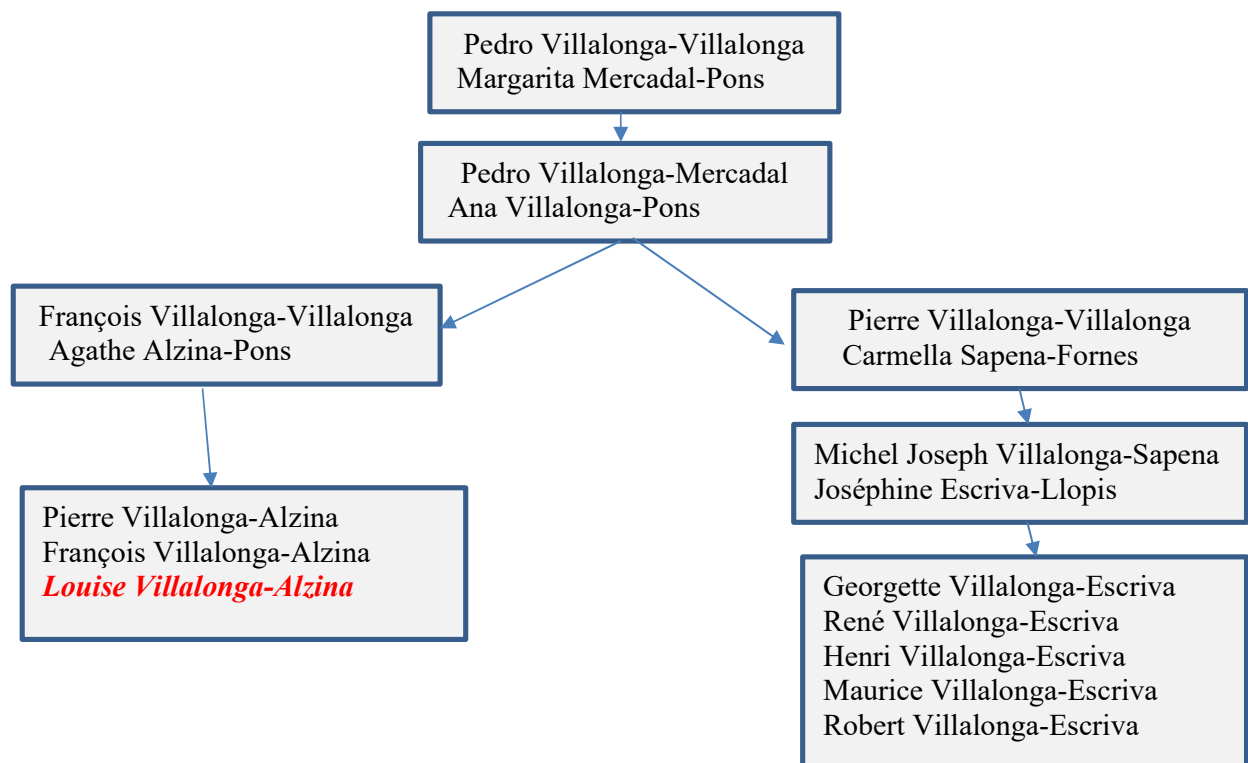 Pedro Villalonga-Villalonga
Margarita Mercadal-Pons
Pedro Villalonga-Mercadal
Ana Villalonga-Pons
François Villalonga-Villalonga
Agathe Alzina-Pons
Pierre Villalonga-Villalonga
Carmella Sapena-Fornes
Michel Joseph Villalonga-Sapena
Joséphine Escriva-Llopis
Pierre Villalonga-Alzina
François Villalonga-Alzina
Louise Villalonga-Alzina
Georgette Villalonga-Escriva
René Villalonga-Escriva
Henri Villalonga-Escriva
Maurice Villalonga-Escriva
Robert Villalonga-Escriva